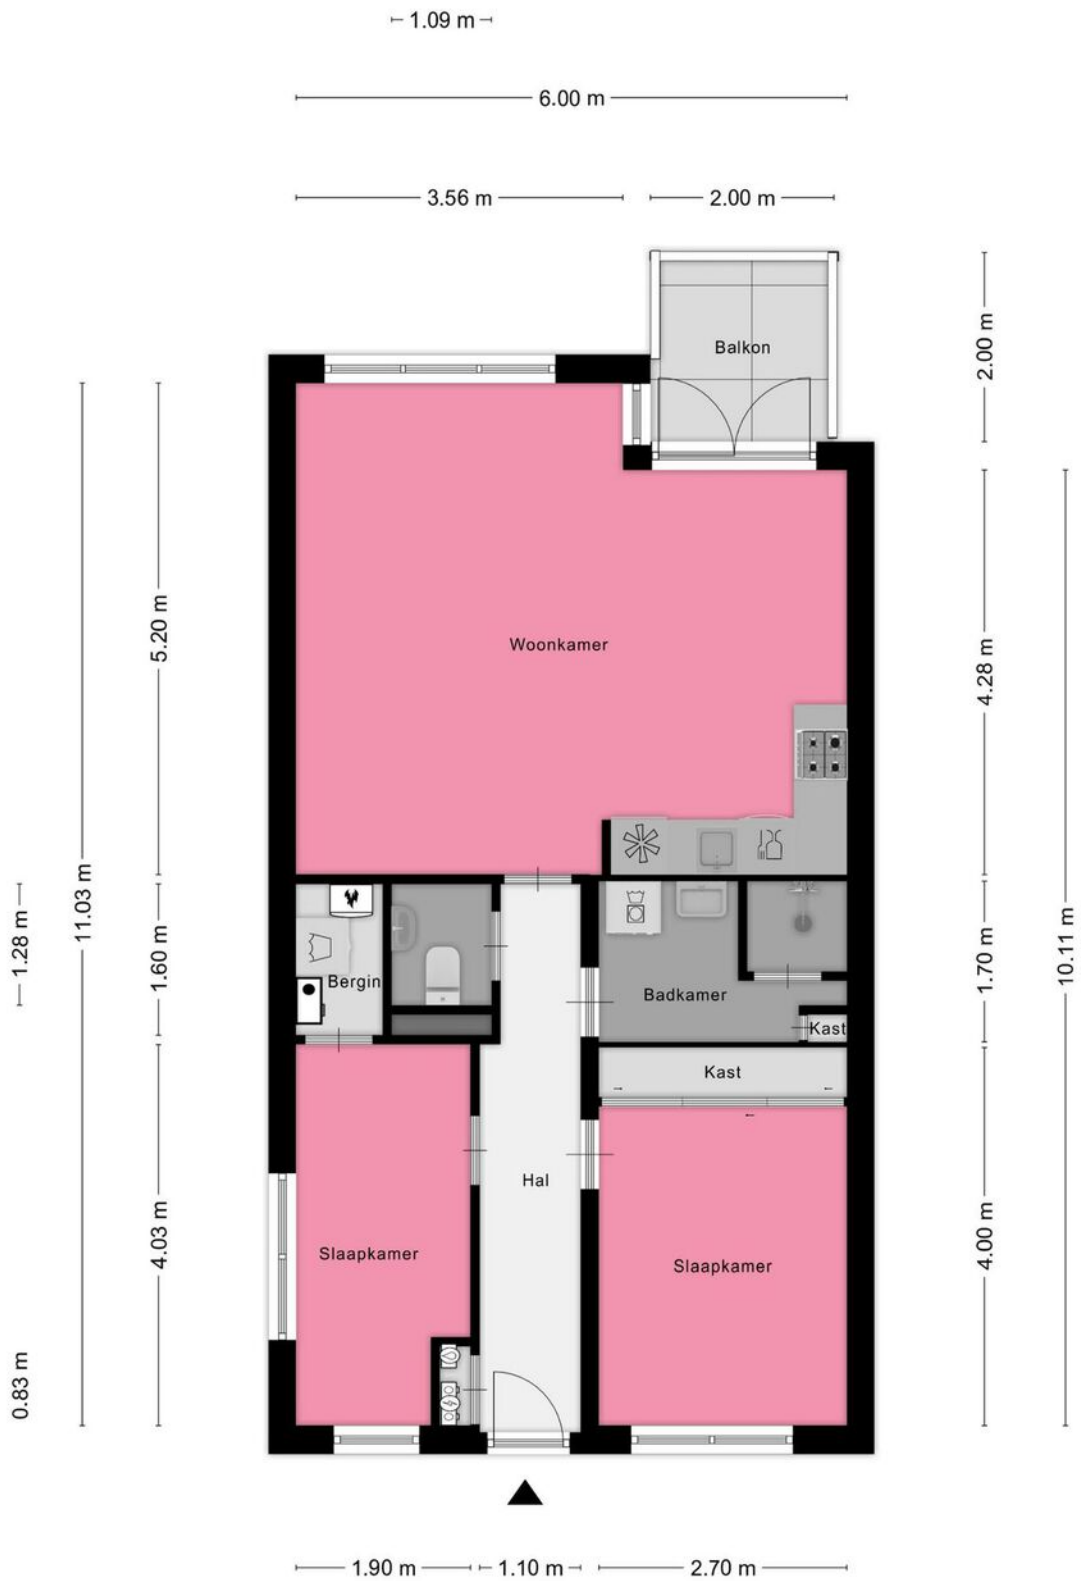 1.09 m
6.00 m
3.56 m
2.00 m
2.00 m
Balkon
5.20 m
Woonkamer
4.28 m
11.03 m
1.28 m
1.60 m
1.70 m
10.11 m
Bergin
Badkamer
Kast
Kast
Hal
Slaapkamer
Slaapkamer
4.03 m
4.00 m
0.83 m
1.90 m
1.10 m
2.70 m